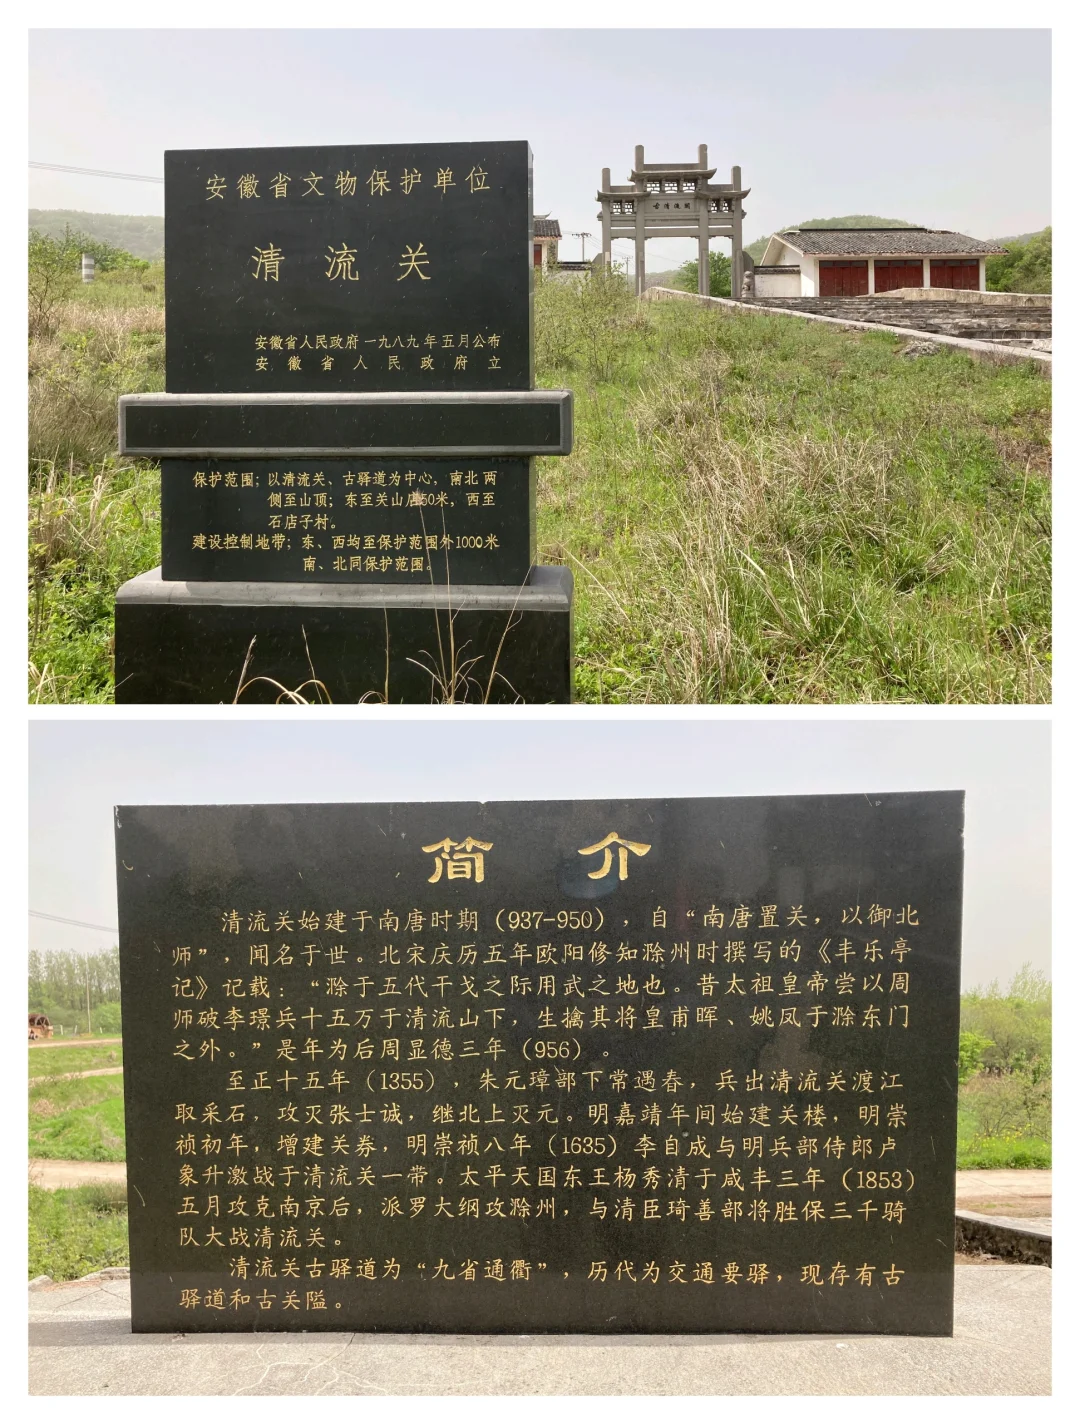 安徽省文物保护单位
清流关
安徽省人民政府一九八九年五月公布
安徽省人民政府立
古清流关
保护范围；以清流关、古驿道为中心，南北两
侧至山顶；东至关山店50米，西至
石店子村。
建设控制地带；东、西均至保护范围外1000米
南、北同保护范围。
简介
清流关始建于南唐时期（937-950），自“南唐置关，以御北
师”，闻名于世。北宋庆历五年欧阳修知滁州时撰写的《丰乐亭
记》记载：“滁于五代干戈之际用武之地也。昔太祖皇帝尝以周
师破李璟兵十五万于清流山下，生擒其将皇甫晖、姚凤于滁东门
之外。”是年为后周显德三年（956）。
至正十五年（1355），朱元璋部下常遇春，兵出清流关渡江
取采石，攻灭张士诚，继北上灭元。明嘉靖年间始建关楼，明崇
祯初年，增建关券，明崇祯八年（1635）李自成与明兵部侍郎卢
象升激战于清流关一带。太平天国东王杨秀清于咸丰三年（1853）
五月攻克南京后，派罗大纲攻滁州，与清臣琦善部将胜保三千骑
队大战清流关。
清流关古驿道为“九省通衢”，历代为交通要驿，现存有古
驿道和古关隘。